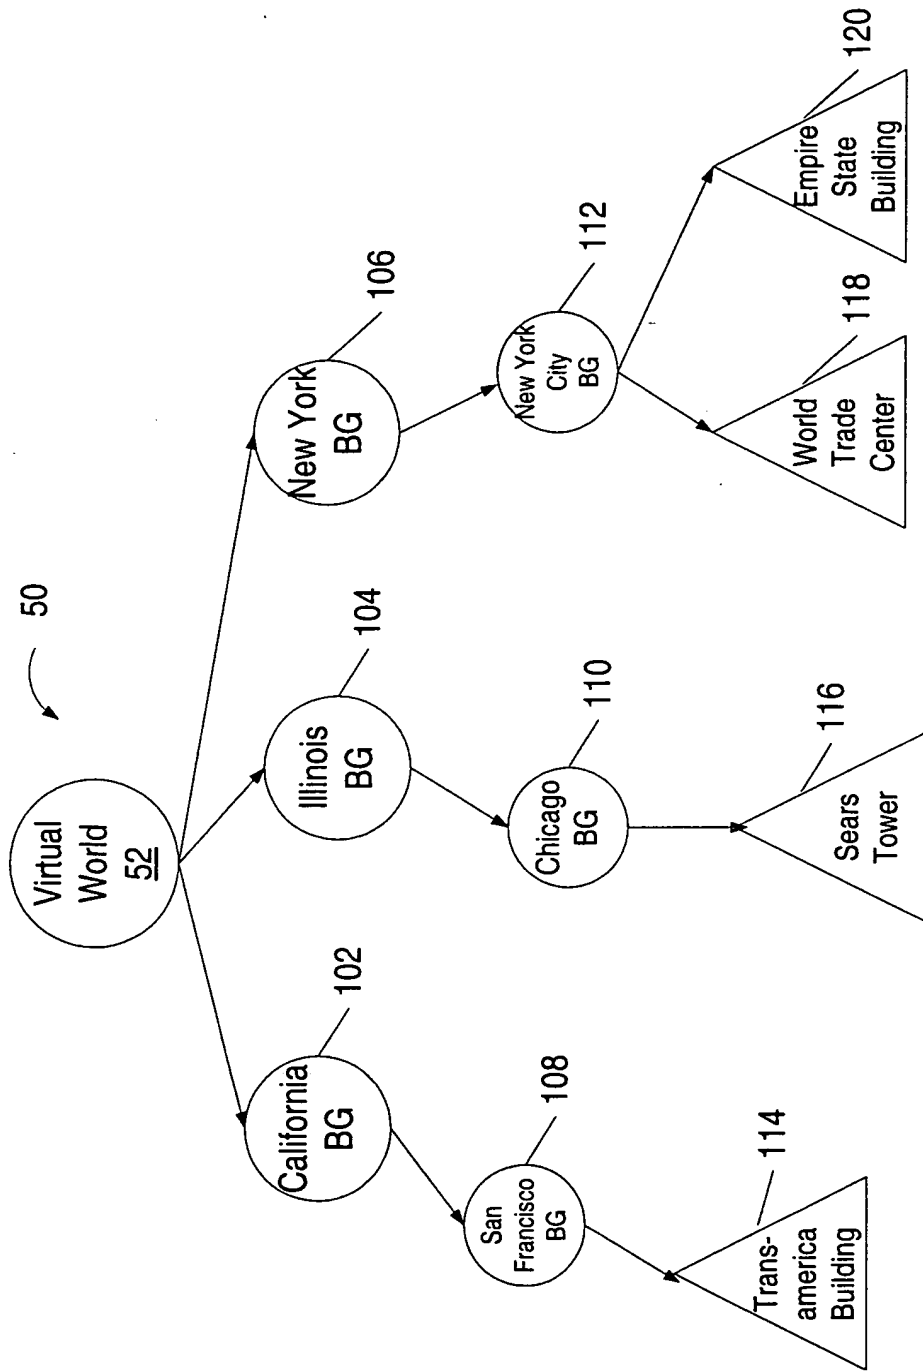 50
Virtual
World
52
102
California
BG
104
Illinois
BG
106
New York
BG
108
San
Francisco
BG
110
Chicago
BG
112
New York
City
BG
114
Trans-
america
Building
116
Sears
Tower
118
World
Trade
Center
120
Empire
State
Building